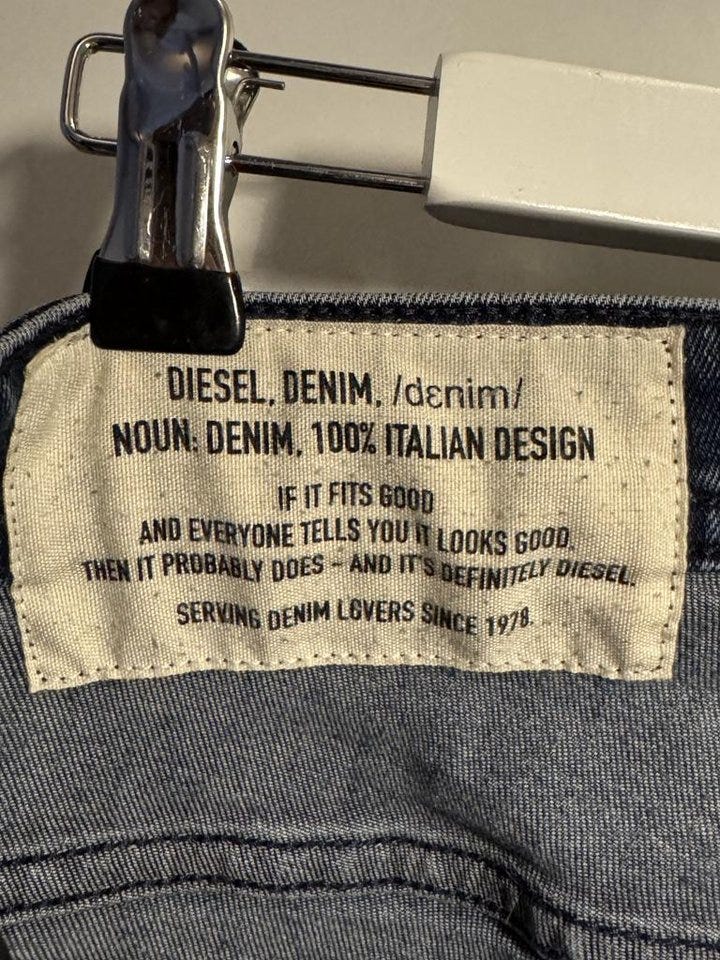 DIESEL, DENIM, /dɛnim/
NOUN: DENIM, 100% ITALIAN DESIGN
IF IT FITS GOOD
AND EVERYONE TELLS YOU IT LOOKS GOOD,
THEN IT PROBABLY DOES - AND IT'S DEFINITELY DIESEL.
SERVING DENIM LOVERS SINCE 1978.